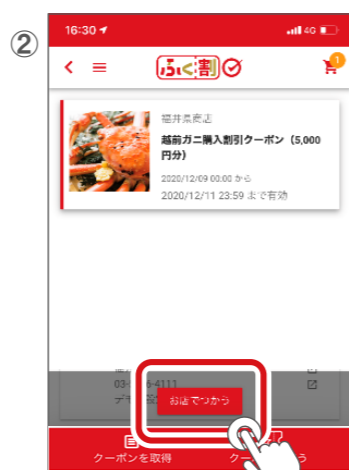 ②
16:30
4G
ふく割
1
福井県商店
越前ガニ購入割引クーポン（5,000
円分）
2020/12/09 00:00 から
2020/12/11 23:59 まで有効
お店でつかう
クーポンを取得
う